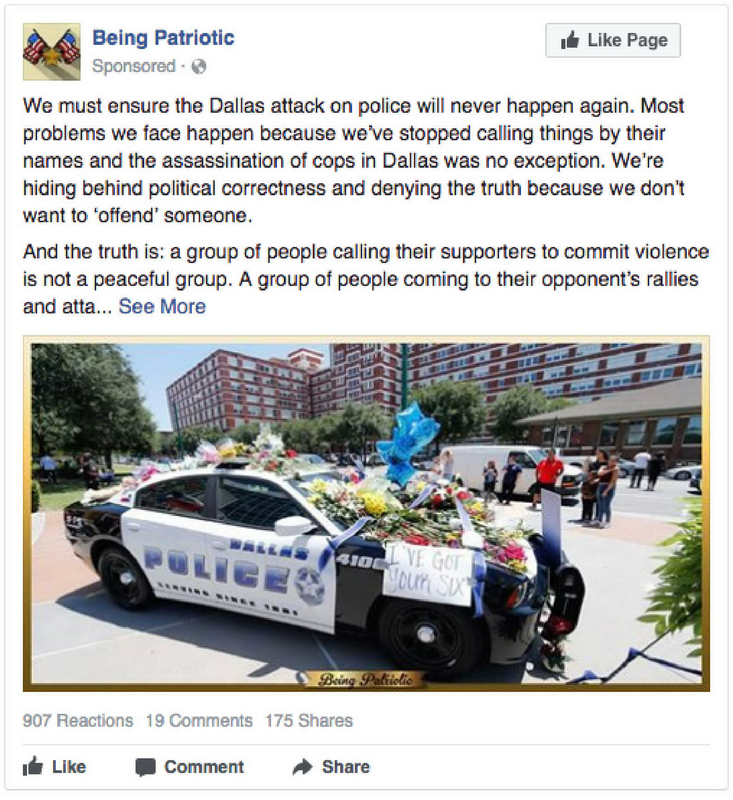 Being Patriotic
Like Page
Sponsored ·
We must ensure the Dallas attack on police will never happen again. Most
problems we face happen because we've stopped calling things by their
names and the assassination of cops in Dallas was no exception. We're
hiding behind political correctness and denying the truth because we don't
want to 'offend' someone.
And the truth is: a group of people calling their supporters to commit violence
is not a peaceful group. A group of people coming to their opponent's rallies
and atta... See More
DALLAS
POLICE
SERVING SINCE 1881
I'VE GOT
YOUR SIX
Being Patriotic
907 Reactions 19 Comments 175 Shares
Like Comment Share